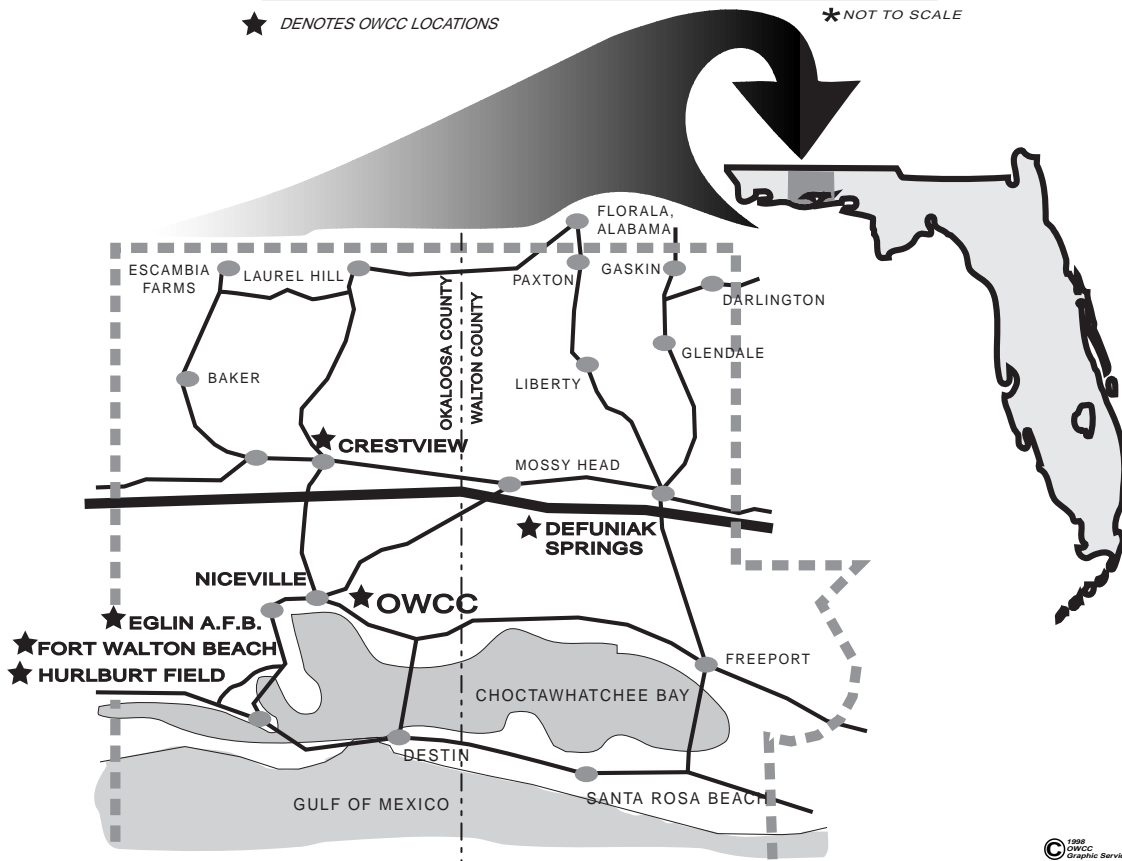 ★ DENOTES OWCC LOCATIONS
*NOT TO SCALE
FLORALA,
ALABAMA
ESCAMBIA
FARMS
LAUREL HILL
PAXTON
GASKIN
DARLINGTON
OKALOOSA COUNTY
WALTON COUNTY
GLENDALE
BAKER
LIBERTY
CRESTVIEW
MOSSY HEAD
DEFUNIAK
SPRINGS
NICEVILLE
OWCC
EGLIN A.F.B.
FORT WALTON BEACH
HURLBURT FIELD
FREEPORT
CHOCTAWHATCHEE BAY
DESTIN
SANTA ROSA BEACH
GULF OF MEXICO
© 1998
OWCC
Graphic Servic